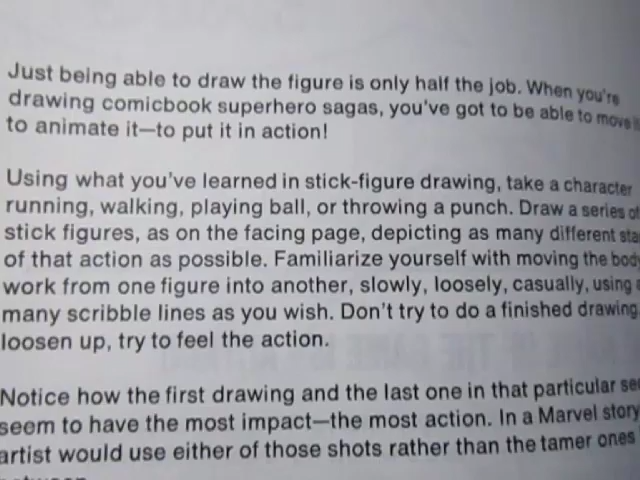 Just being able to draw the figure is only half the job. When you're
drawing comicbook superhero sagas, you've got to be able to move
to animate it—to put it in action!
Using what you've learned in stick-figure drawing, take a character
running, walking, playing ball, or throwing a punch. Draw a series of
stick figures, as on the facing page, depicting as many different sta
of that action as possible. Familiarize yourself with moving the body
work from one figure into another, slowly, loosely, casually, using a
many scribble lines as you wish. Don't try to do a finished drawing
loosen up, try to feel the action.
Notice how the first drawing and the last one in that particular se
seem to have the most impact—the most action. In a Marvel story
artist would use either of those shots rather than the tamer ones